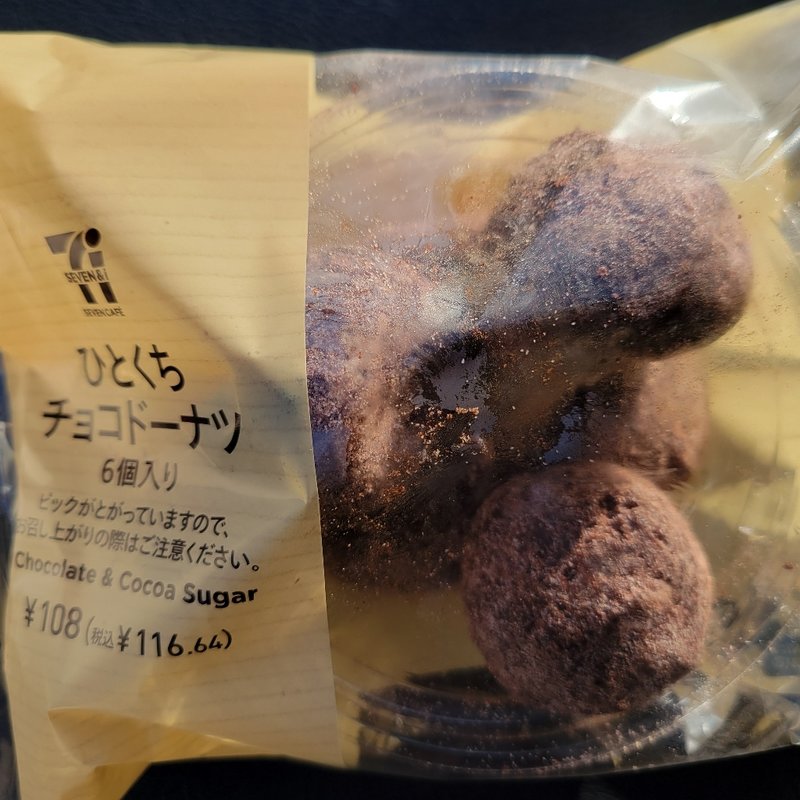 SEVEN & i
SEVEN CAFÉ
ひとくち
チョコドーナツ
6個入り
ピックがとがっていますので、
お召し上がりの際はご注意ください。
Chocolate & Cocoa Sugar
¥108(税込¥116.64)